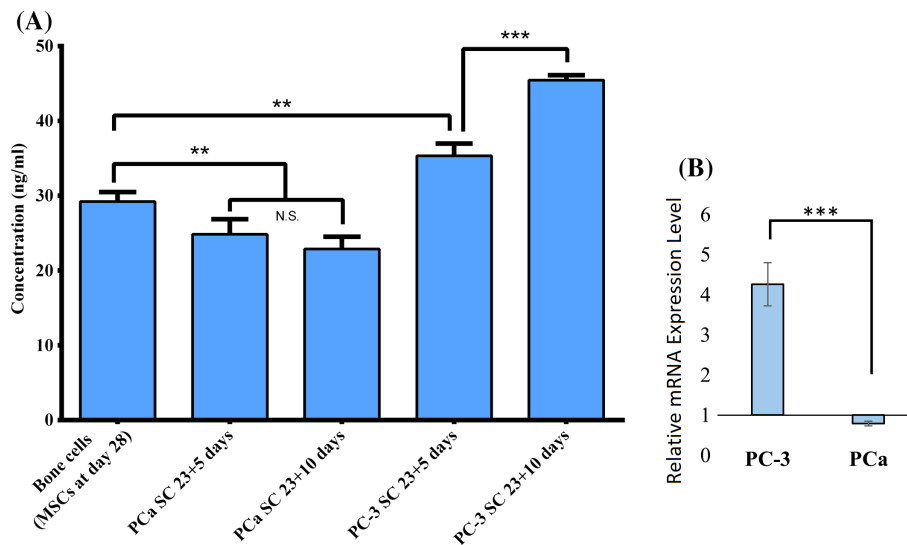 (A)
Concentration (ng/ml)
50
40
30
20
10
0
***
**
**
N.S.
Bone cells
(MSCs at day 28)
PCa SC 23+5 days
PCa SC 23+10 days
PC-3 SC 23+5 days
PC-3 SC 23+10 days
(B)
Relative mRNA Expression Level
6
5
4
3
2
1
0
***
PC-3
PCa